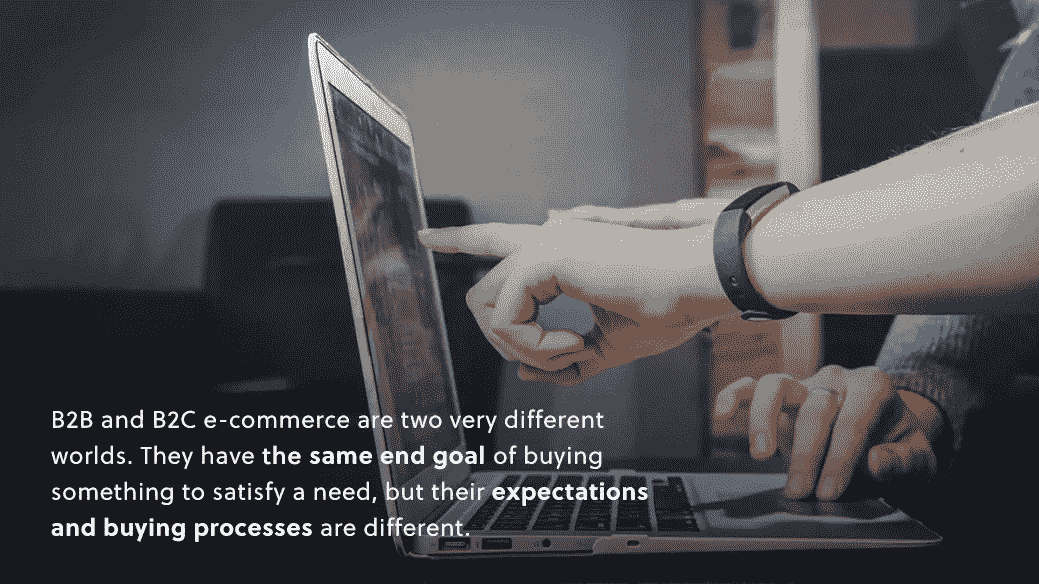 B2B and B2C e-commerce are two very different
worlds. They have the same end goal of buying
something to satisfy a need, but their expectations
and buying processes are different.